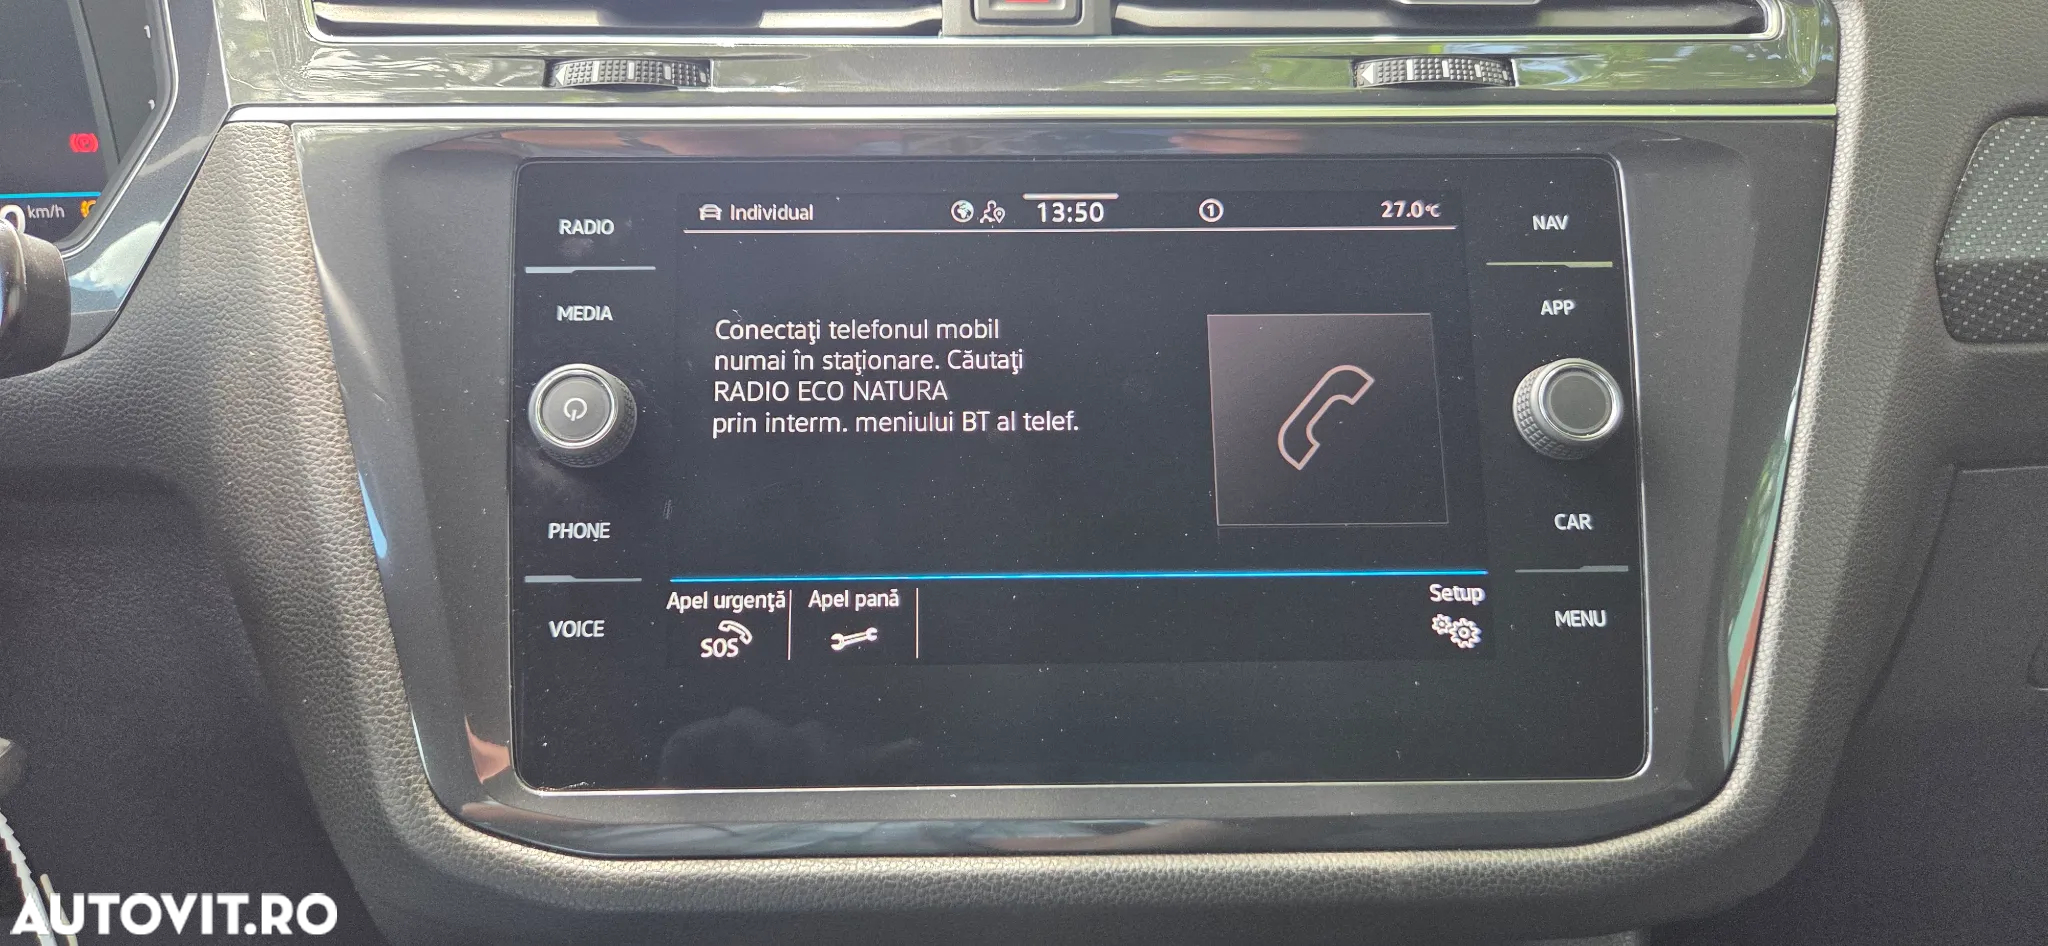 km/h
RADIO
MEDIA
PHONE
VOICE
Individual
13:50
1
27.0°C
Conectaţi telefonul mobil
numai în staţionare. Căutaţi
RADIO ECO NATURA
prin interm. meniului BT al telef.
Apel urgenţă
SOS
Apel pană
Setup
NAV
APP
CAR
MENU
AUTOVIT.RO